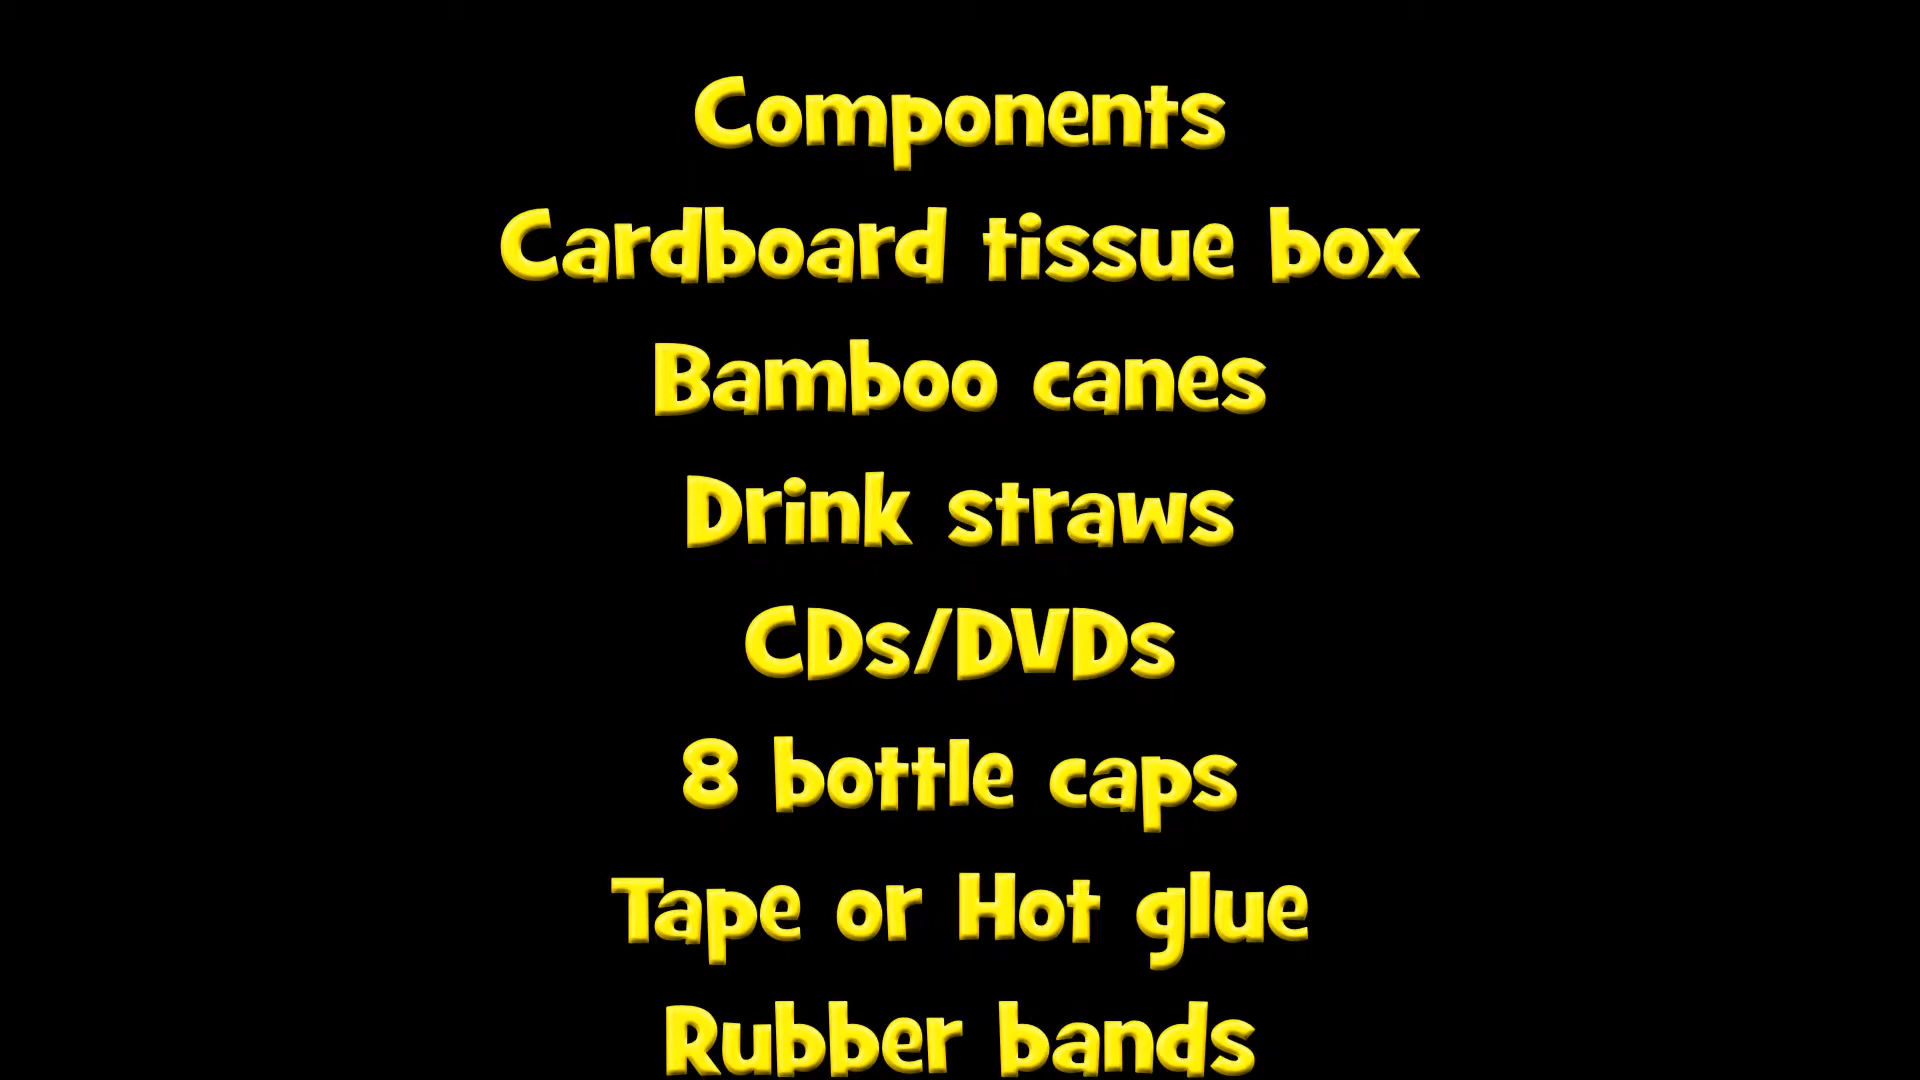 Components
Cardboard tissue box
Bamboo canes
Drink straws
CDs/DVDs
8 bottle caps
Tape or Hot glue
Rubber bands